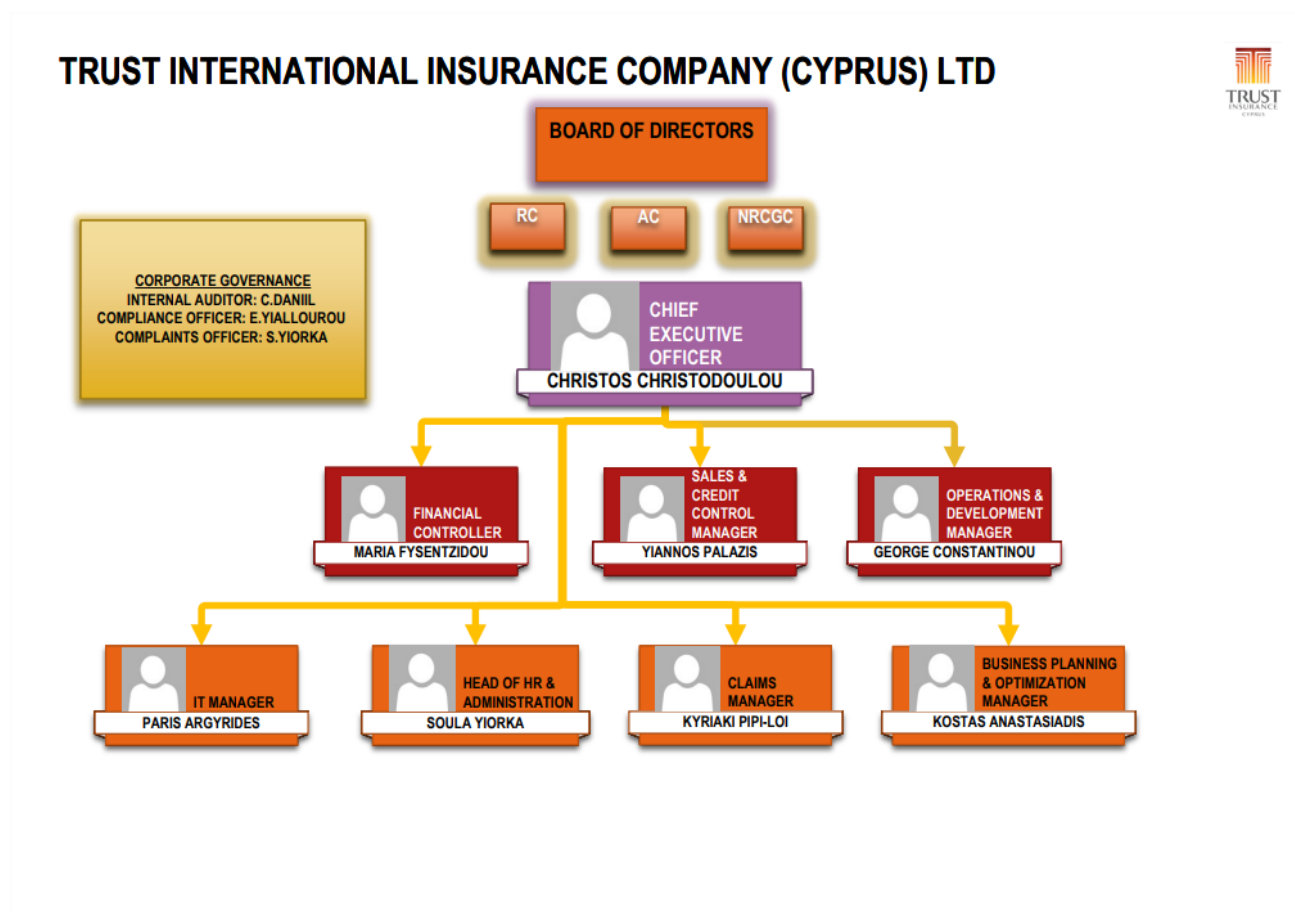 TRUST INTERNATIONAL INSURANCE COMPANY (CYPRUS) LTD
TRUST
INSURANCE
CYPRUS
BOARD OF DIRECTORS
RC
AC
NRCGC
CORPORATE GOVERNANCE
INTERNAL AUDITOR: C.DANIIL
COMPLIANCE OFFICER: E.YIALLOUROU
COMPLAINTS OFFICER: S.YIORKA
CHIEF
EXECUTIVE
OFFICER
CHRISTOS CHRISTODOULOU
FINANCIAL
CONTROLLER
MARIA FYSENTZIDOU
SALES &
CREDIT
CONTROL
MANAGER
YIANNOS PALAZIS
OPERATIONS &
DEVELOPMENT
MANAGER
GEORGE CONSTANTINOU
IT MANAGER
PARIS ARGYRIDES
HEAD OF HR &
ADMINISTRATION
SOULA YIORKA
CLAIMS
MANAGER
KYRIAKI PIPI-LOI
BUSINESS PLANNING
& OPTIMIZATION
MANAGER
KOSTAS ANASTASIADIS